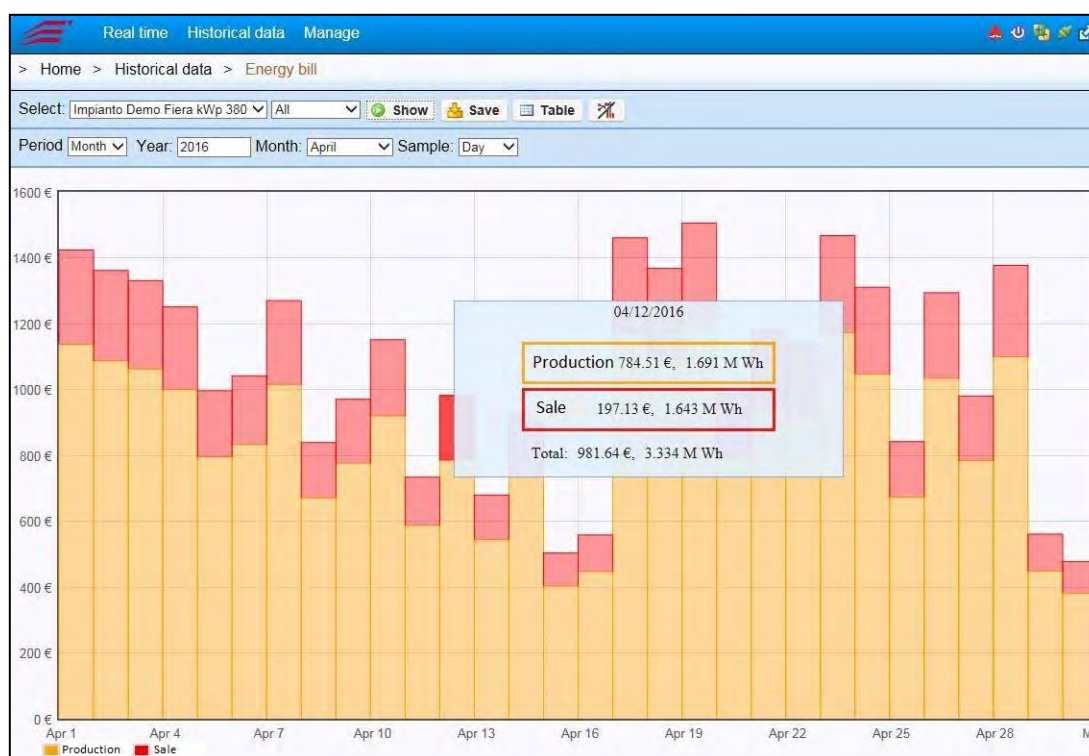 Real time Historical data Manage
> Home > Historical data > Energy bill
Select: Impianto Demo Fiera kWp 380 All Show Save Table
Period Month Year: 2016 Month: April Sample: Day
1600 €
1400 €
1200 €
1000 €
800 €
600 €
400 €
200 €
0 €
04/12/2016
Production 784.51 €, 1.691 M Wh
Sale 197.13 €, 1.643 M Wh
Total: 981.64 €, 3.334 M Wh
Apr 1 Apr 4 Apr 7 Apr 10 Apr 13 Apr 16 Apr 19 Apr 22 Apr 25 Apr 28
Production Sale